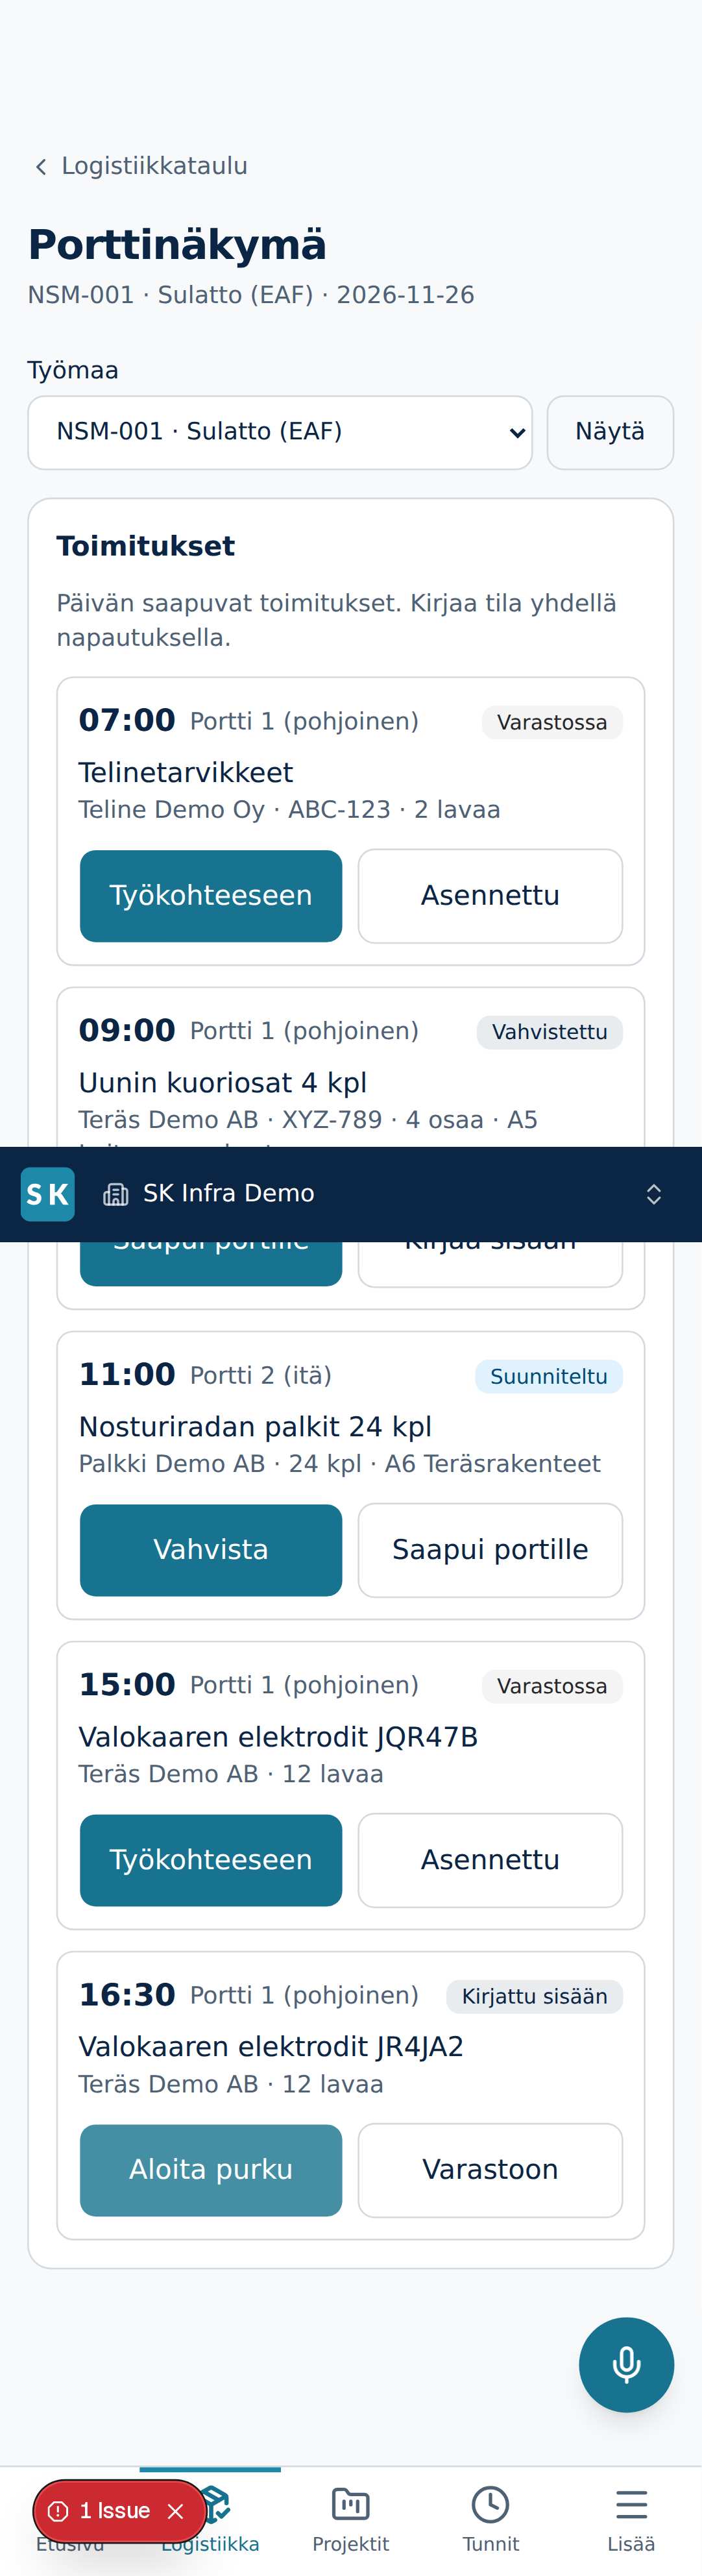 Logistiikkataulu
Porttinäkymä
NSM-001 · Sulatto (EAF) · 2026-11-26
Työmaa
NSM-001 · Sulatto (EAF)
Näytä
Toimitukset
Päivän saapuvat toimitukset. Kirjaa tila yhdellä
napautuksella.
07:00 Portti 1 (pohjoinen) Varastossa
Telinetarvikkeet
Teline Demo Oy · ABC-123 · 2 lavaa
Työkohteeseen Asennettu
09:00 Portti 1 (pohjoinen) Vahvistettu
Uunin kuoriosat 4 kpl
Teräs Demo AB · XYZ-789 · 4 osaa · A5
SK SK Infra Demo
Saapui portille Kirjaa sisään
11:00 Portti 2 (itä) Suunniteltu
Nosturiradan palkit 24 kpl
Palkki Demo AB · 24 kpl · A6 Teräsrakenteet
Vahvista Saapui portille
15:00 Portti 1 (pohjoinen) Varastossa
Valokaaren elektrodit JQR47B
Teräs Demo AB · 12 lavaa
Työkohteeseen Asennettu
16:30 Portti 1 (pohjoinen) Kirjattu sisään
Valokaaren elektrodit JR4JA2
Teräs Demo AB · 12 lavaa
Aloita purku Varastoon
1 Issue
Etusivu Logistiikka Projektit Tunnit Lisää